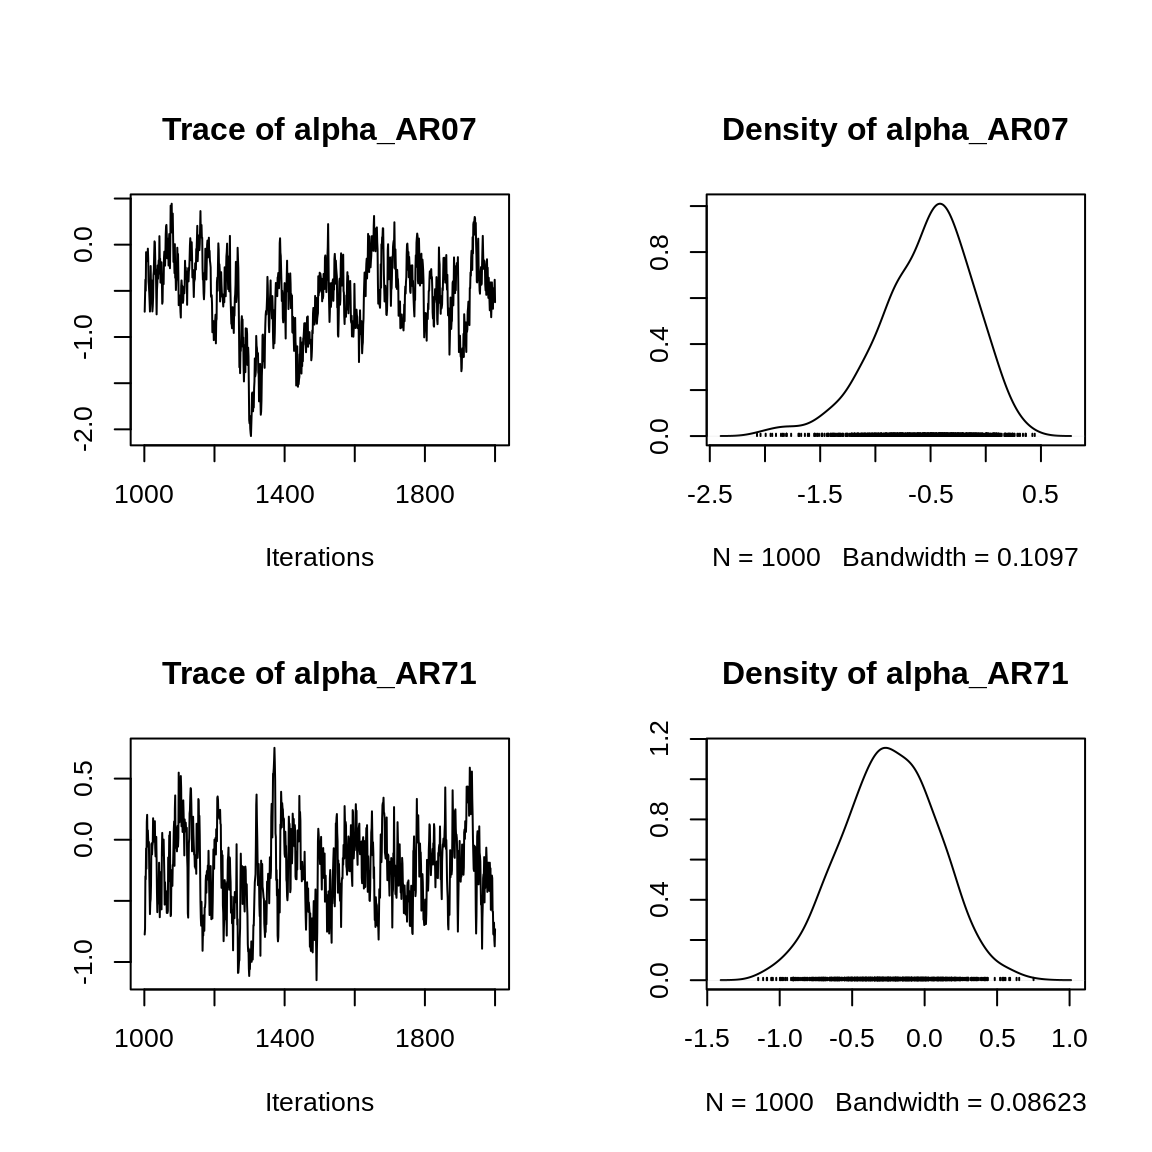 Trace of alpha_AR07
0.0
-1.0
-2.0
1000 1400 1800
Iterations
Density of alpha_AR07
0.8
0.4
0.0
-2.5 -1.5 -0.5 0.5
N = 1000 Bandwidth = 0.1097
Trace of alpha_AR71
0.5
0.0
-1.0
1000 1400 1800
Iterations
Density of alpha_AR71
1.2
0.8
0.4
0.0
-1.5 -1.0 -0.5 0.0 0.5 1.0
N = 1000 Bandwidth = 0.08623